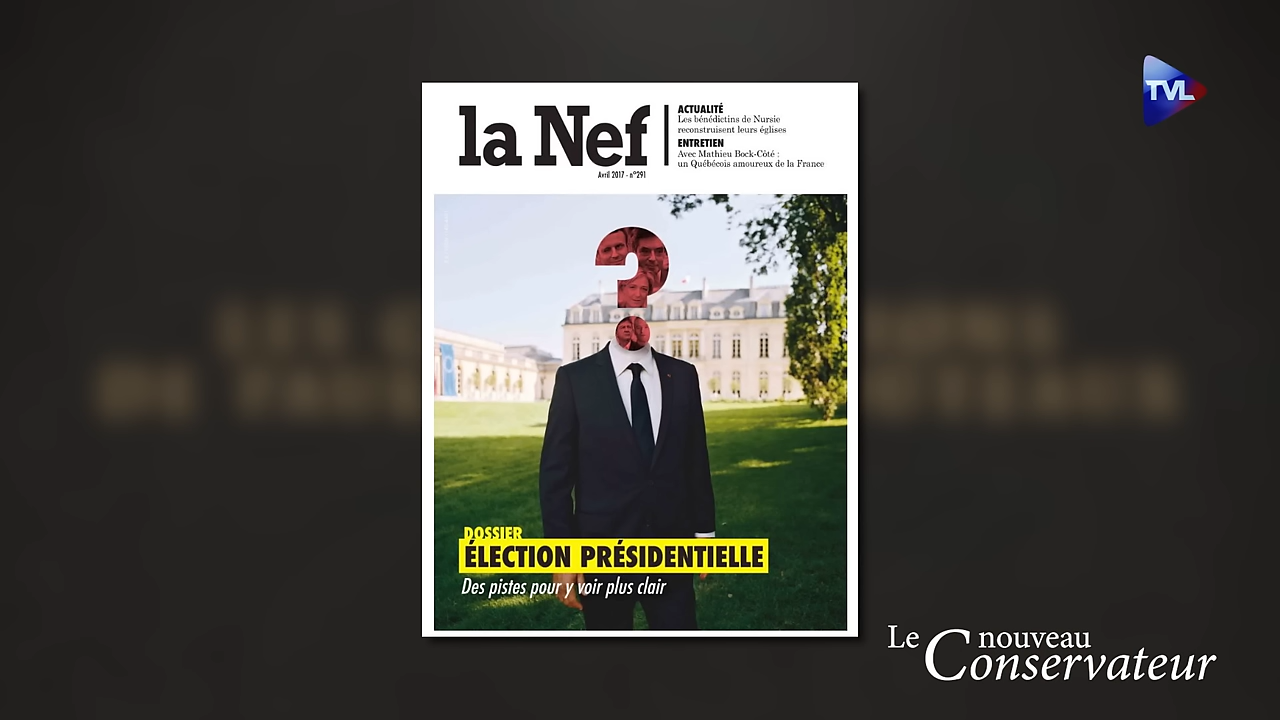 TVL
la Nef
Avril 2017 - n°291
ACTUALITÉ
Les bénédictins de Nursie
reconstruisent leurs églises
ENTRETIEN
Avec Mathieu Bock-Côté :
un Québécois amoureux de la France
DOSSIER
ÉLECTION PRÉSIDENTIELLE
Des pistes pour y voir plus clair
Le nouveau
Conservateur